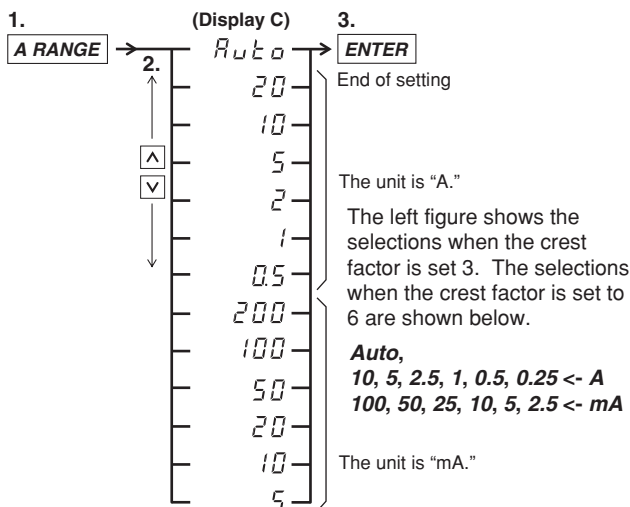 1.
(Display C)
3.
A RANGE
Auto
ENTER
2.
20
End of setting
10
5
The unit is “A.”
2
1
0.5
The left figure shows the
selections when the crest
factor is set 3. The selections
when the crest factor is set to
6 are shown below.
200
100
50
20
10
5
Auto,
10, 5, 2.5, 1, 0.5, 0.25 <- A
100, 50, 25, 10, 5, 2.5 <- mA
The unit is “mA.”